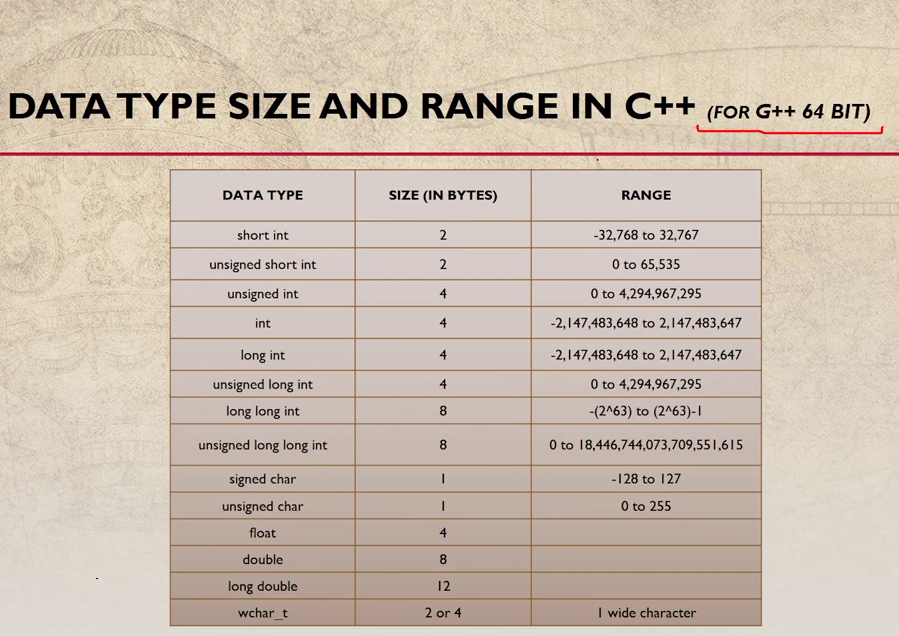 DATA TYPE SIZE AND RANGE IN C++ (FOR G++ 64 BIT)
DATA TYPE SIZE (IN BYTES) RANGE
short int 2 -32,768 to 32,767
unsigned short int 2 0 to 65,535
unsigned int 4 0 to 4,294,967,295
int 4 -2,147,483,648 to 2,147,483,647
long int 4 -2,147,483,648 to 2,147,483,647
unsigned long int 4 0 to 4,294,967,295
long long int 8 -(2^63) to (2^63)-1
unsigned long long int 8 0 to 18,446,744,073,709,551,615
signed char 1 -128 to 127
unsigned char 1 0 to 255
float 4
double 8
long double 12
wchar_t 2 or 4 1 wide character